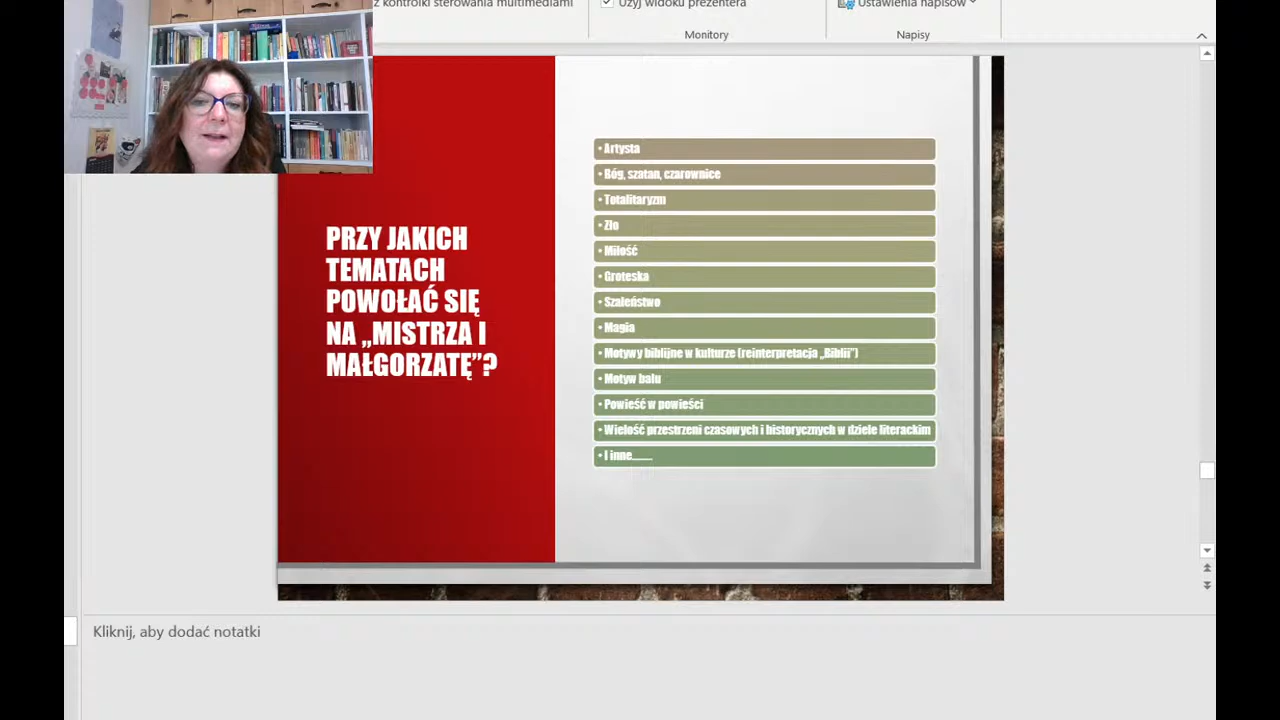 z kontrolki sterowania multimediami
Użyj widoku prezentera
Ustawienia napisów
Monitory
Napisy
PRZY JAKICH
TEMATACH
POWOŁAĆ SIĘ
NA „MISTRZA I
MAŁGORZATĘ”?
• Artysta
• Bóg, szatan, czarownice
• Totalitaryzm
• Zło
• Miłość
• Groteska
• Szaleństwo
• Magia
• Motywy biblijne w kulturze (reinterpretacja „Biblii”)
• Motyw balu
• Powieść w powieści
• Wielość przestrzeni czasowych i historycznych w dziele literackim
• I inne........
Kliknij, aby dodać notatki